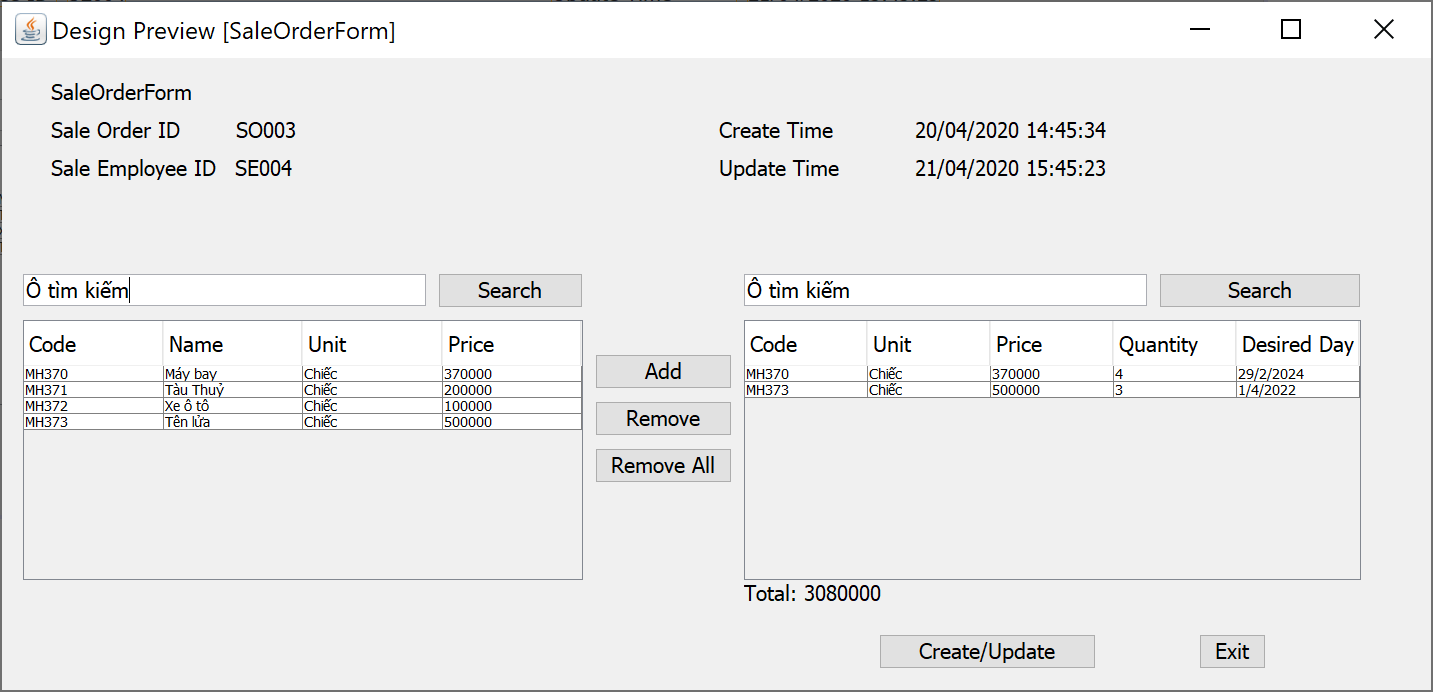 Design Preview [SaleOrderForm]
SaleOrderForm
Sale Order ID SO003 Create Time 20/04/2020 14:45:34
Sale Employee ID SE004 Update Time 21/04/2020 15:45:23
Ô tìm kiếm Search Ô tìm kiếm Search
Code Name Unit Price
MH370 Máy bay Chiếc 370000
MH371 Tàu Thuỷ Chiếc 200000
MH372 Xe ô tô Chiếc 100000
MH373 Tên lửa Chiếc 500000
Add
Remove
Remove All
Code Unit Price Quantity Desired Day
MH370 Chiếc 370000 4 29/2/2024
MH373 Chiếc 500000 3 1/4/2022
Total: 3080000
Create/Update Exit